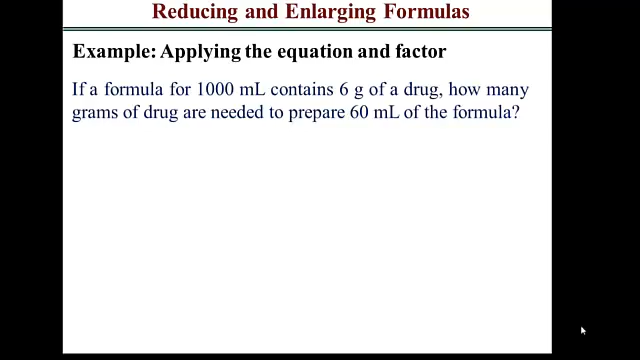 Reducing and Enlarging Formulas
Example: Applying the equation and factor
If a formula for 1000 mL contains 6 g of a drug, how many
grams of drug are needed to prepare 60 mL of the formula?